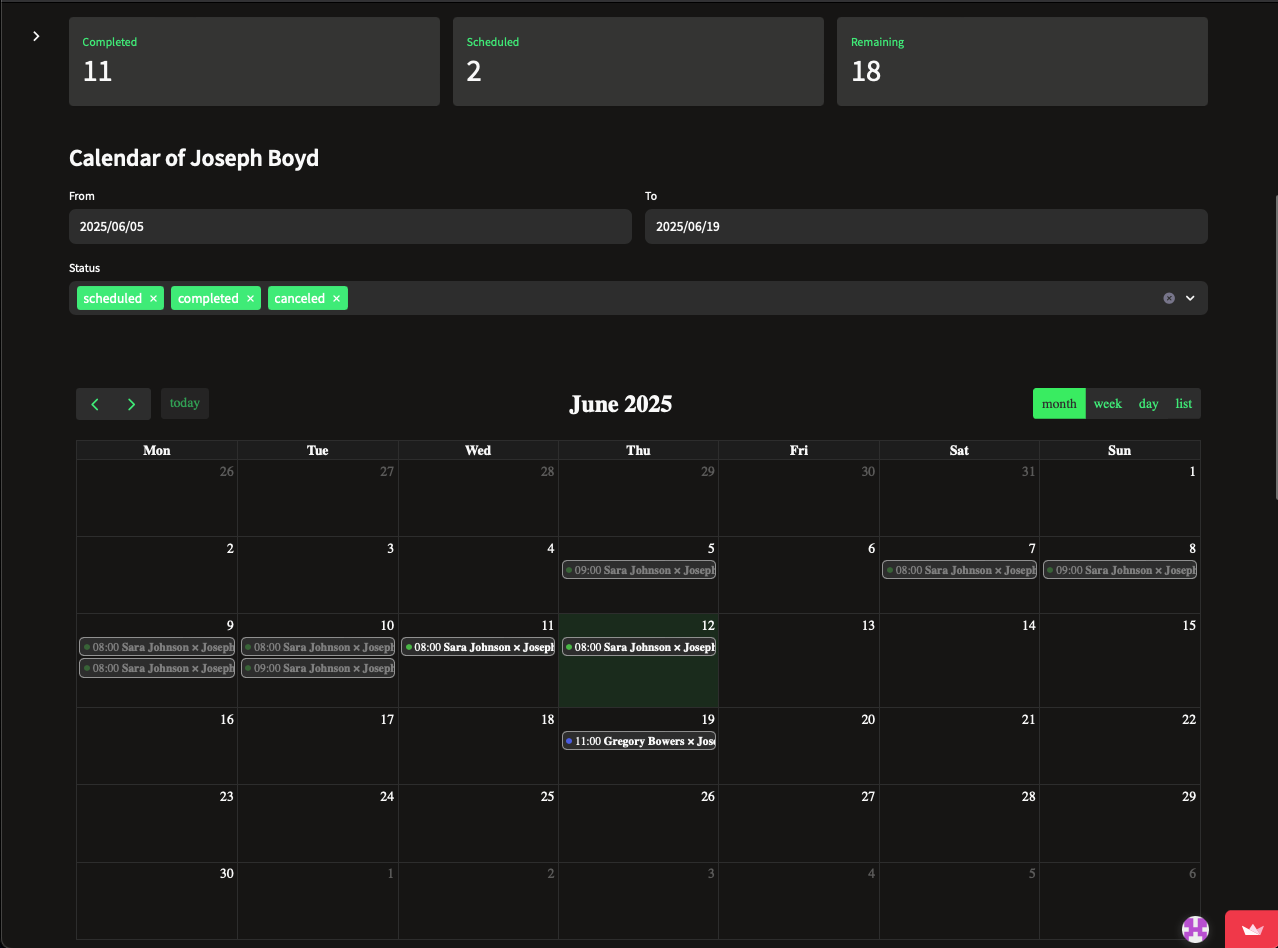 Completed
11
Scheduled
2
Remaining
18
Calendar of Joseph Boyd
From
2025/06/05
To
2025/06/19
Status
scheduled × completed × canceled ×
today
June 2025
month week day list
Mon Tue Wed Thu Fri Sat Sun
26 27 28 29 30 31 1
2 3 4 5 6 7 8
09:00 Sara Johnson × Joseph
08:00 Sara Johnson × Joseph
09:00 Sara Johnson × Joseph
9 10 11 12 13 14 15
08:00 Sara Johnson × Joseph
08:00 Sara Johnson × Joseph
08:00 Sara Johnson × Joseph
08:00 Sara Johnson × Joseph
08:00 Sara Johnson × Joseph
09:00 Sara Johnson × Joseph
16 17 18 19 20 21 22
11:00 Gregory Bowers × Jose
23 24 25 26 27 28 29
30 1 2 3 4 5 6